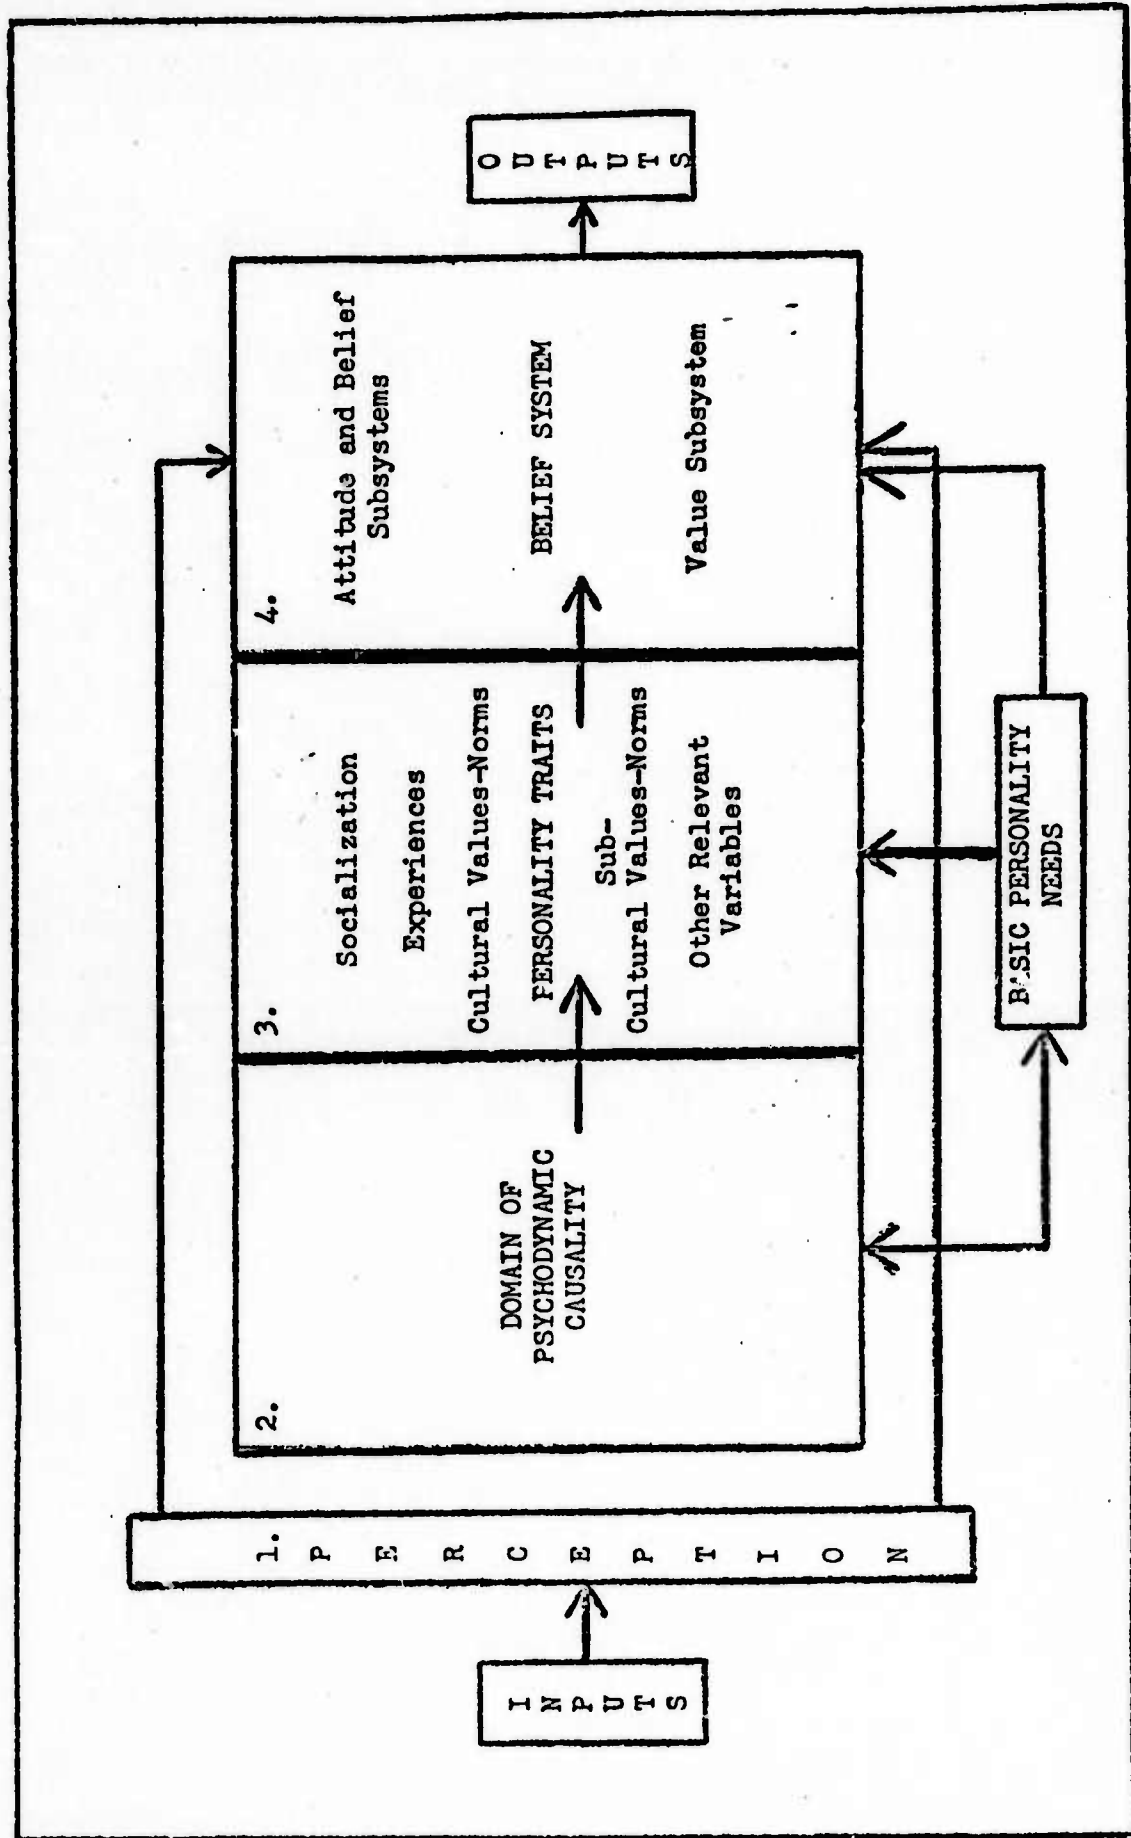 INPUTS
1. PERCEPTION
2.
DOMAIN OF
PSYCHODYNAMIC
CAUSALITY
3.
Socialization
Experiences
Cultural Values-Norms
PERSONALITY TRAITS
Sub-
Cultural Values-Norms
Other Relevant
Variables
4.
Attitude and Belief
Subsystems
BELIEF SYSTEM
Value Subsystem
OUTPUTS
BASIC PERSONALITY
NEEDS